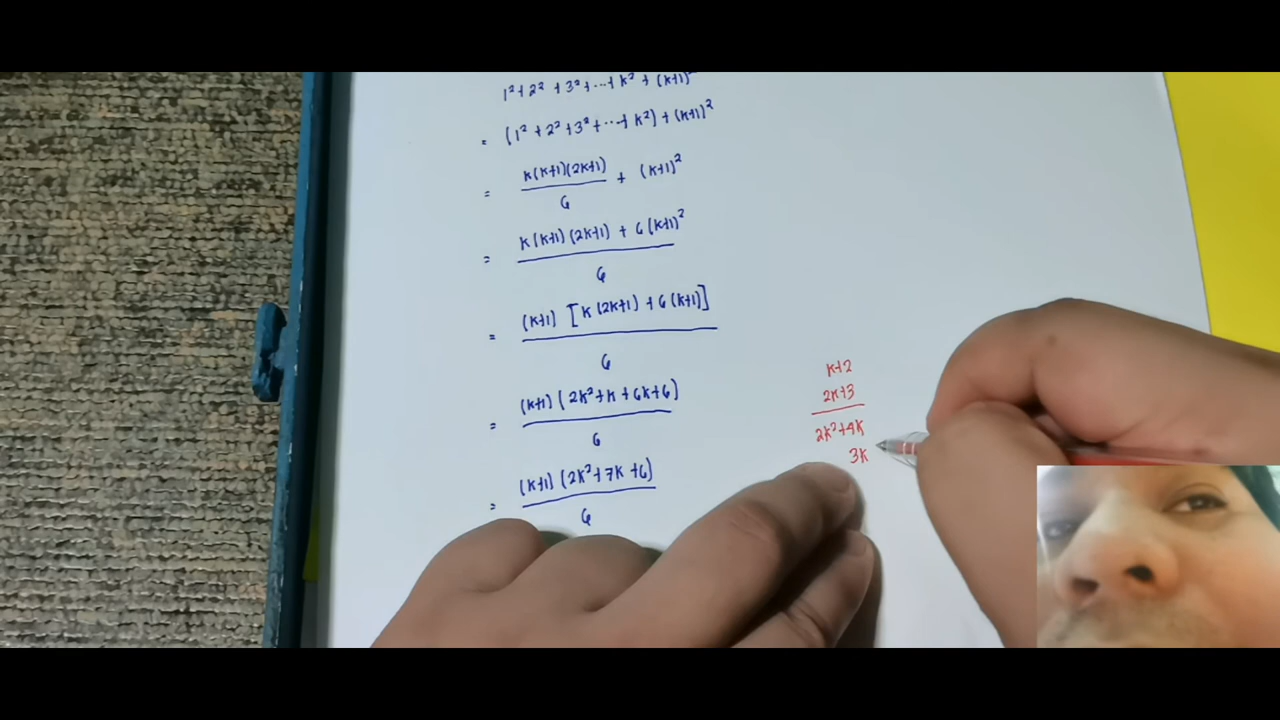 1²+2²+3²+...+k²+(k+1)²
= (1²+2²+3²+...+k²)+(k+1)²
= k(k+1)(2k+1)/6 + (k+1)²
= k(k+1)(2k+1)+6(k+1)²/6
= (k+1)[k(2k+1)+6(k+1)]/6
= (k+1)(2k²+k+6k+6)/6
= (k+1)(2k²+7k+6)/6
k+2
2k+3
2k²+4k
3k